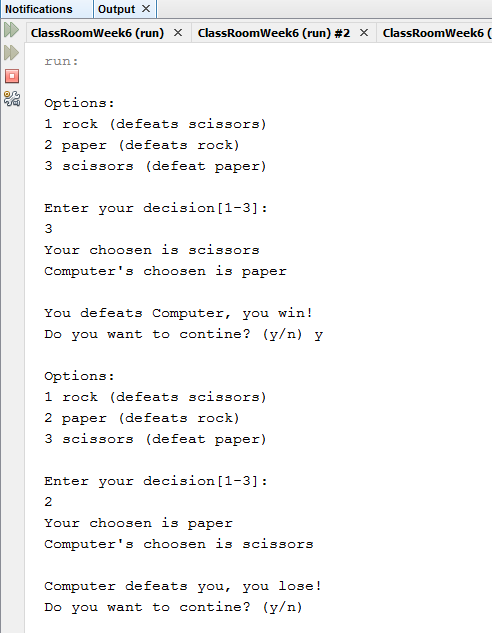 Notifications Output
ClassRoomWeek6 (run) ClassRoomWeek6 (run) #2 ClassRoomWeek6 (
run:
Options:
1 rock (defeats scissors)
2 paper (defeats rock)
3 scissors (defeat paper)
Enter your decision[1-3]:
3
Your choosen is scissors
Computer's choosen is paper
You defeats Computer, you win!
Do you want to contine? (y/n) y
Options:
1 rock (defeats scissors)
2 paper (defeats rock)
3 scissors (defeat paper)
Enter your decision[1-3]:
2
Your choosen is paper
Computer's choosen is scissors
Computer defeats you, you lose!
Do you want to contine? (y/n)